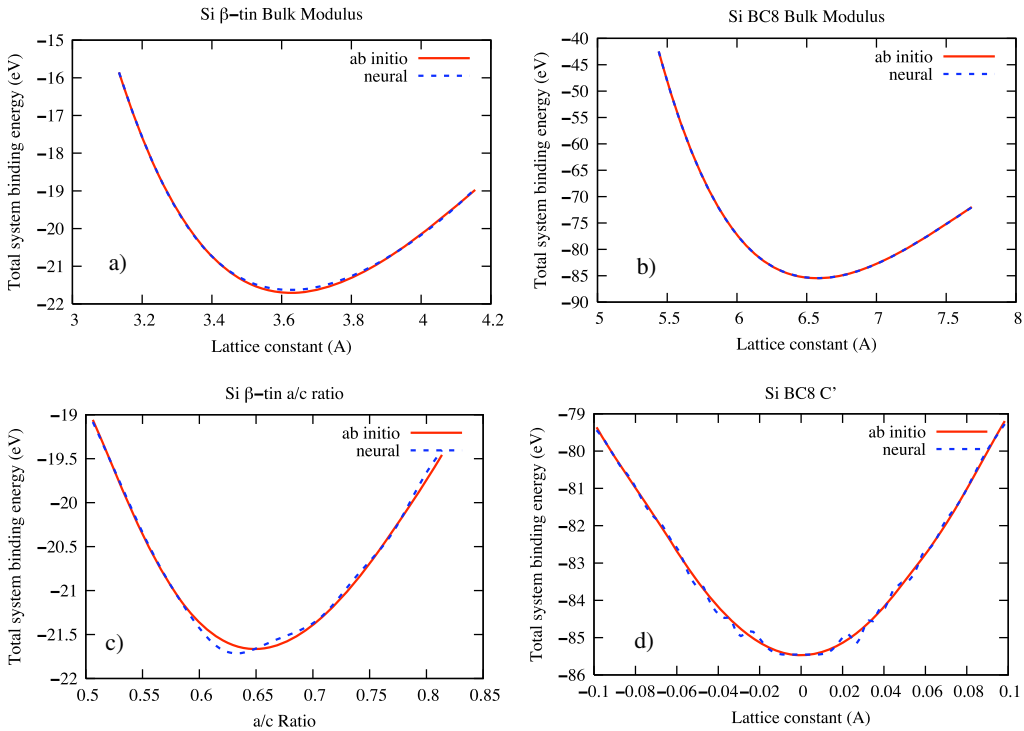 Si β−tin Bulk Modulus
Total system binding energy (eV)
−15
−16
−17
−18
−19
−20
−21
−22
3
3.2
3.4
3.6
3.8
4
4.2
Lattice constant (A)
ab initio
neural
a)
Si BC8 Bulk Modulus
Total system binding energy (eV)
−40
−45
−50
−55
−60
−65
−70
−75
−80
−85
−90
5
5.5
6
6.5
7
7.5
8
Lattice constant (A)
ab initio
neural
b)
Si β−tin a/c ratio
Total system binding energy (eV)
−19
−19.5
−20
−20.5
−21
−21.5
−22
0.5
0.55
0.6
0.65
0.7
0.75
0.8
0.85
a/c Ratio
ab initio
neural
c)
Si BC8 C’
Total system binding energy (eV)
−79
−80
−81
−82
−83
−84
−85
−86
−0.1
−0.08
−0.06
−0.04
−0.02
0
0.02
0.04
0.06
0.08
0.1
Lattice constant (A)
ab initio
neural
d)